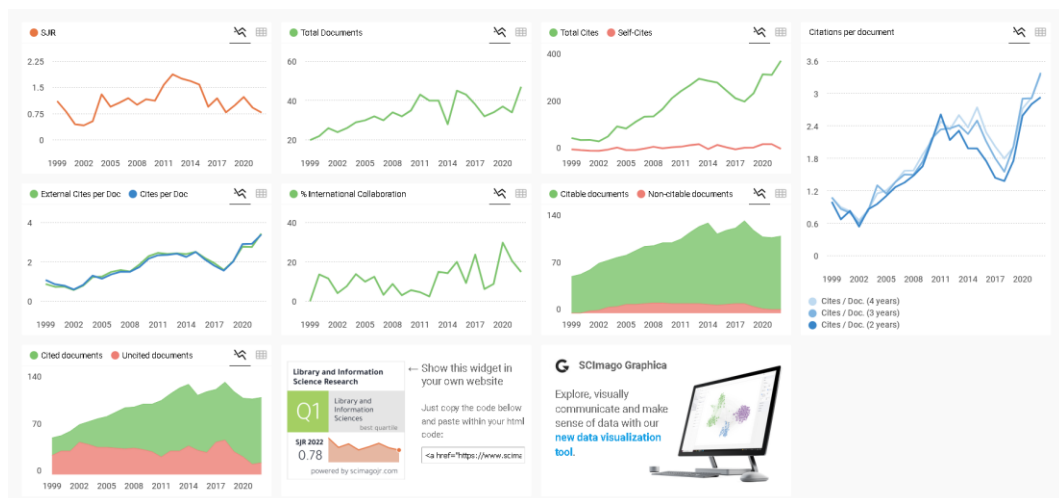 SJR
2.25
1.5
0.75
0
1999 2002 2005 2008 2011 2014 2017 2020
Total Documents
60
40
20
1999 2002 2005 2008 2011 2014 2017 2020
Total Cites Self-Cites
400
200
0
1999 2002 2005 2008 2011 2014 2017 2020
Citations per document
3.6
3
2.4
1.8
1.2
0.6
0
1999 2002 2005 2008 2011 2014 2017 2020
Cites / Doc. (4 years)
Cites / Doc. (3 years)
Cites / Doc. (2 years)
External Cites per Doc Cites per Doc
4
2
0
1999 2002 2005 2008 2011 2014 2017 2020
% International Collaboration
40
20
0
1999 2002 2005 2008 2011 2014 2017 2020
Citable documents Non-citable documents
140
70
0
1999 2002 2005 2008 2011 2014 2017 2020
Cited documents Uncited documents
140
70
0
1999 2002 2005 2008 2011 2014 2017 2020
Library and Information
Science Research
Q1
Library and
Information
Sciences
best quartile
SJR 2022
0.78
powered by scimagojr.com
← Show this widget in
your own website
Just copy the code below
and paste within your html
code:
<a href="https://www.scima
SCImago Graphica
Explore, visually
communicate and make
sense of data with our
new data visualization
tool.